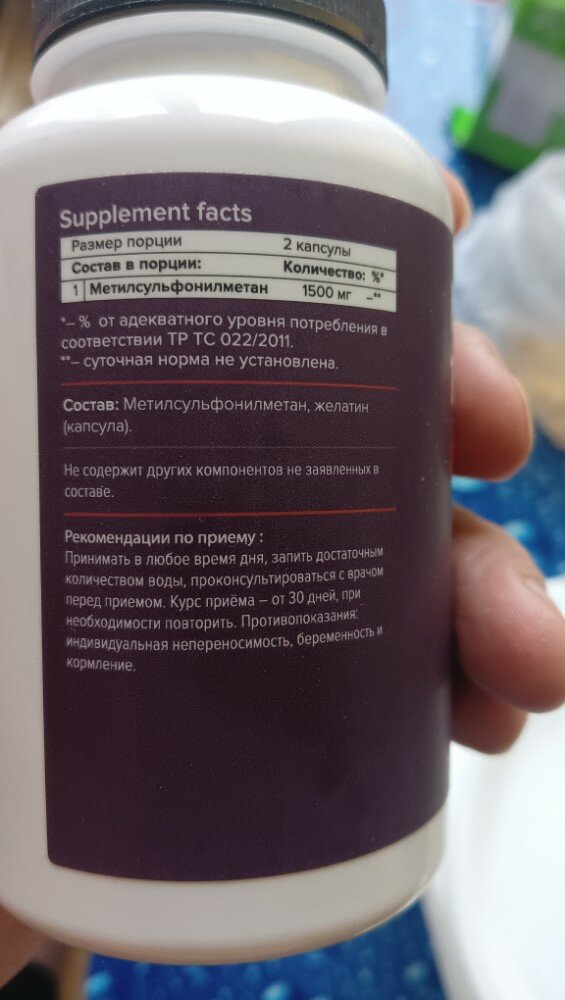 Supplement facts
Размер порции 2 капсулы
Состав в порции: Количество: %*
1 Метилсульфонилметан 1500 мг –**
*– % от адекватного уровня потребления в
соответствии ТР ТС 022/2011.
**– суточная норма не установлена.
Состав: Метилсульфонилметан, желатин
(капсула).
Не содержит других компонентов не заявленных в
составе.
Рекомендации по приему :
Принимать в любое время дня, запить достаточным
количеством воды, проконсультироваться с врачом
перед приемом. Курс приёма – от 30 дней, при
необходимости повторить. Противопоказания:
индивидуальная непереносимость, беременность и
кормление.